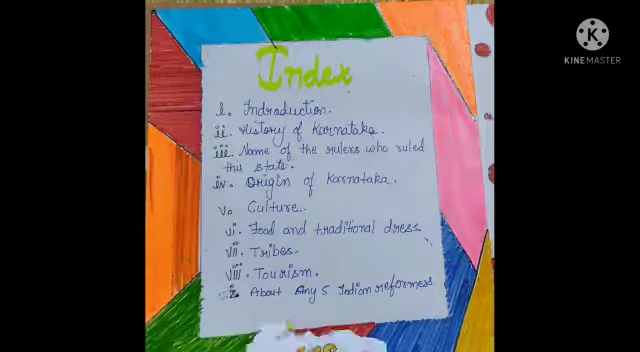 K
KINEMASTER
Index
i. Indroduction.
ii. History of Karnataka.
iii. Name of the rulers who ruled
this state.
iv. Origin of Karnataka.
v. Culture.
vi. Food and traditional dress.
vii. Tribes.
viii. Tourism.
About Any 5 Indian reformess